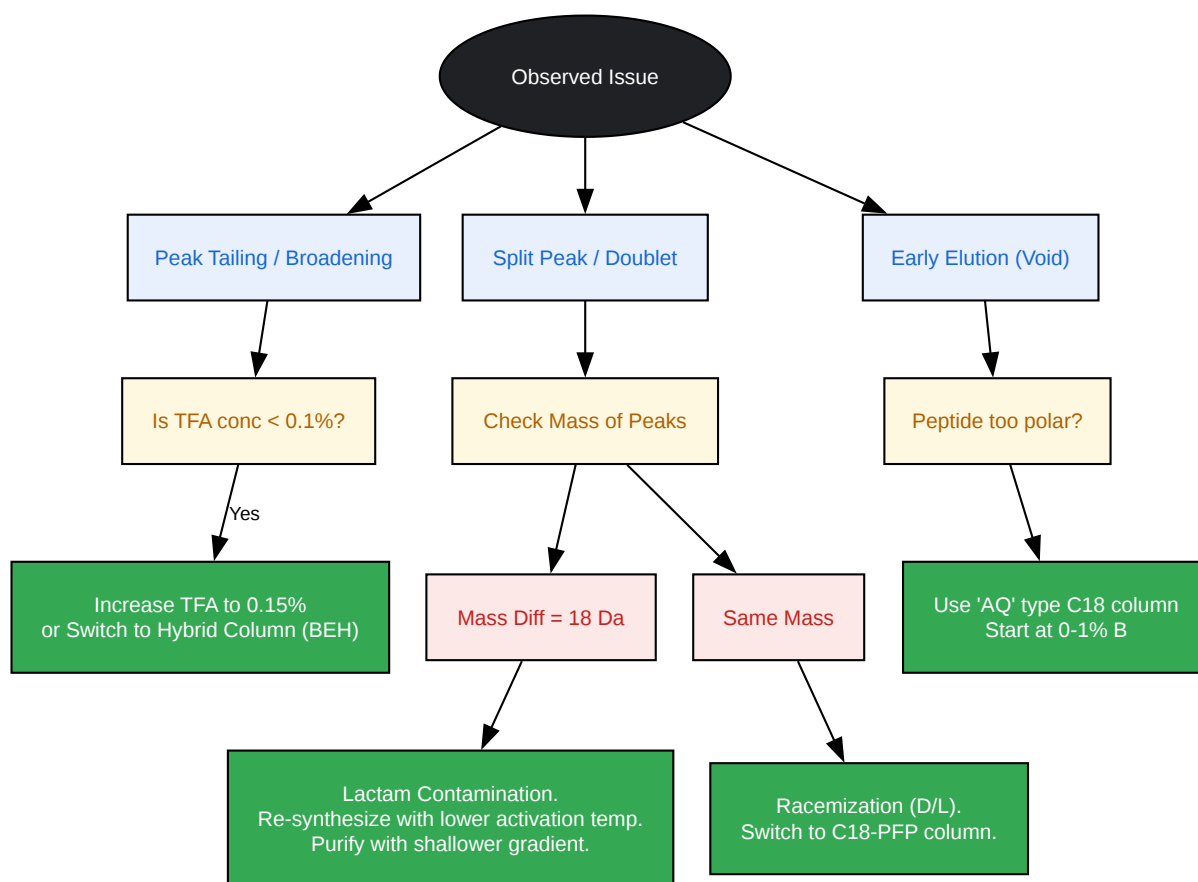 Observed Issue
Peak Tailing / Broadening
Split Peak / Doublet
Early Elution (Void)
Is TFA conc < 0.1%?
Check Mass of Peaks
Peptide too polar?
Yes
Increase TFA to 0.15%
or Switch to Hybrid Column (BEH)
Mass Diff = 18 Da
Same Mass
Use 'AQ' type C18 column
Start at 0-1% B
Lactam Contamination.
Re-synthesize with lower activation temp.
Purify with shallower gradient.
Racemization (D/L).
Switch to C18-PFP column.